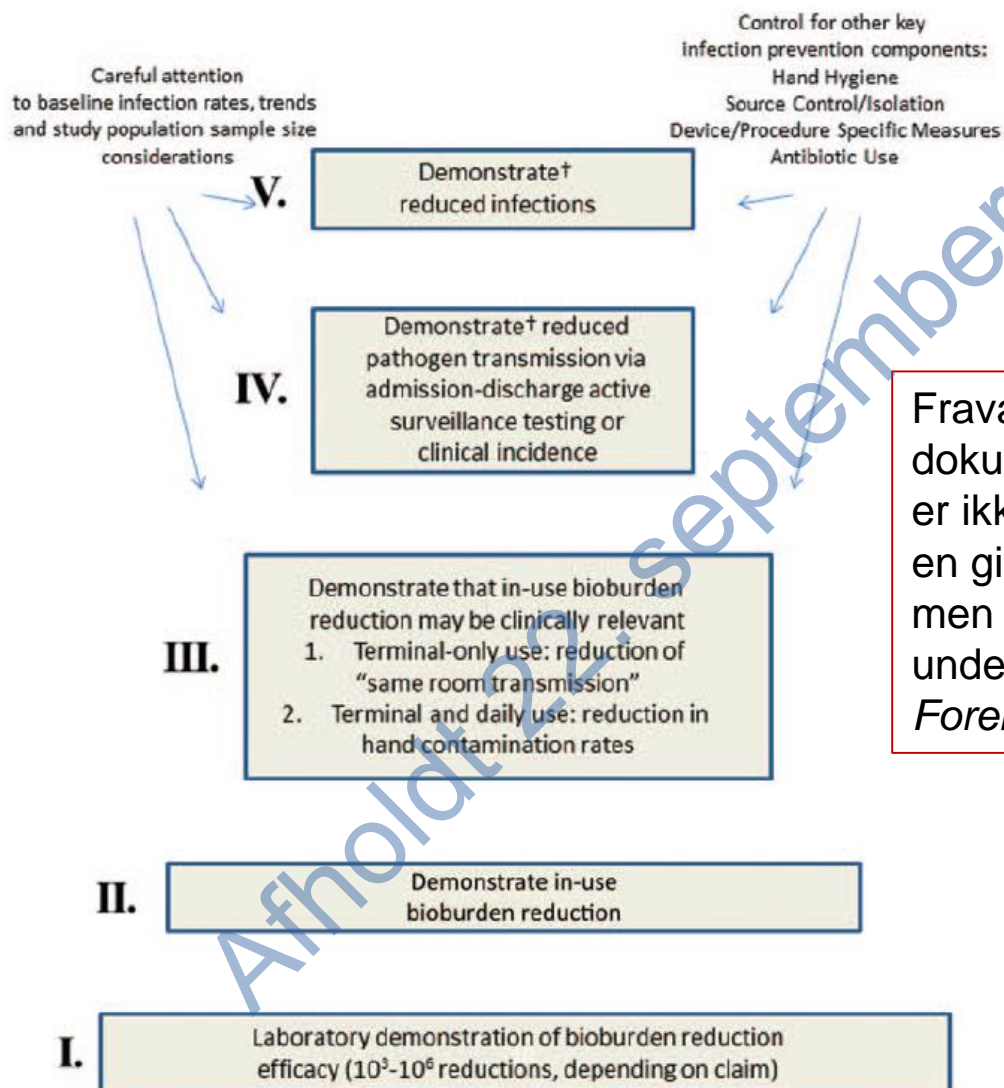 Careful attention
to baseline infection rates, trends
and study population sample size
considerations
Control for other key
infection prevention components:
Hand Hygiene
Source Control/Isolation
Device/Procedure Specific Measures
Antibiotic Use
V.
Demonstrate†
reduced infections
IV.
Demonstrate† reduced
pathogen transmission via
admission-discharge active
surveillance testing or
clinical incidence
III.
Demonstrate that in-use bioburden
reduction may be clinically relevant
1. Terminal-only use: reduction of
“same room transmission”
2. Terminal and daily use: reduction in
hand contamination rates
II.
Demonstrate in-use
bioburden reduction
I.
Laboratory demonstration of bioburden reduction
efficacy (10³-10⁶ reductions, depending on claim)
er
en
men
Afholdt 22. september